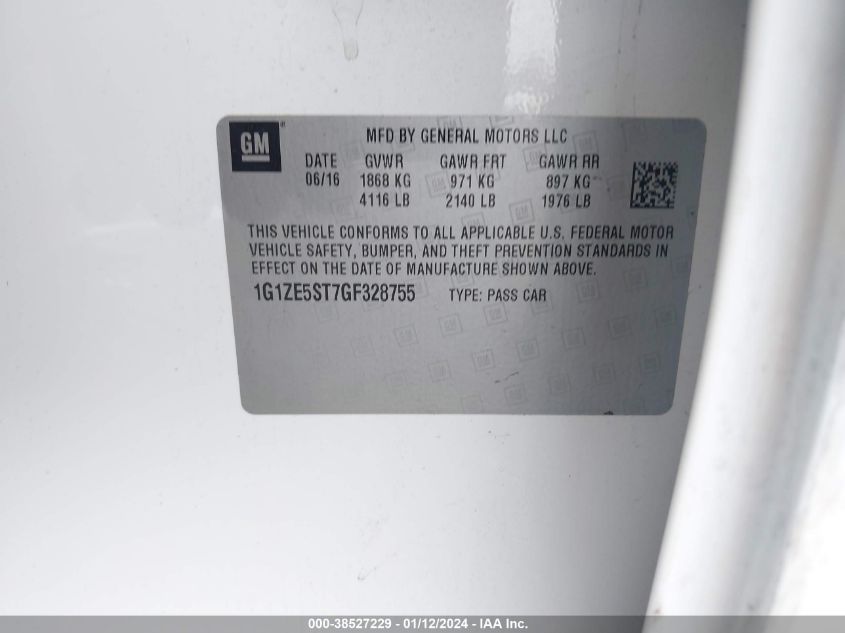 GM
MFD BY GENERAL MOTORS LLC
DATE GVWR GAWR FRT GAWR RR
06/16 1868 KG 971 KG 897 KG
4116 LB 2140 LB 1976 LB
THIS VEHICLE CONFORMS TO ALL APPLICABLE U.S. FEDERAL MOTOR
VEHICLE SAFETY, BUMPER, AND THEFT PREVENTION STANDARDS IN
EFFECT ON THE DATE OF MANUFACTURE SHOWN ABOVE.
1G1ZE5ST7GF328755 TYPE: PASS CAR
000-38527229 - 01/12/2024 - IAA Inc.